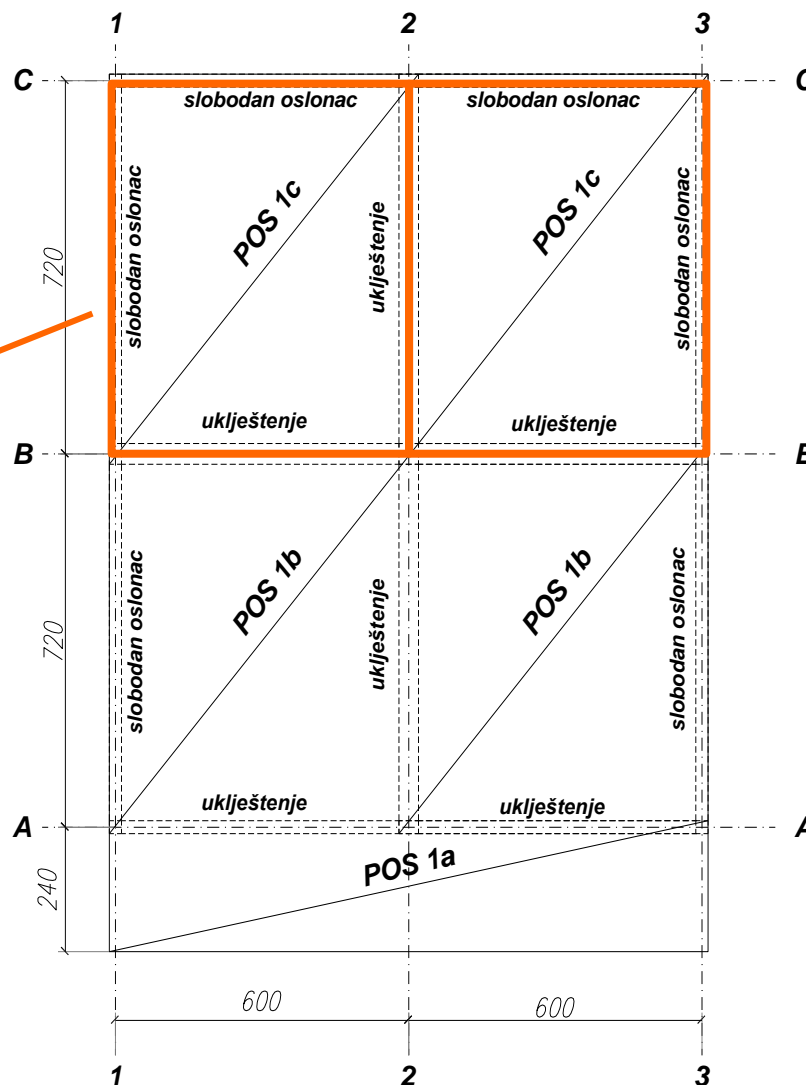 1 2 3
C C
slobodan oslonac slobodan oslonac
slobodan oslonac
POS 1c
uklještenje
POS 1c
slobodan oslonac
720
uklještenje uklještenje
B B
slobodan oslonac
POS 1b
uklještenje
POS 1b
slobodan oslonac
720
uklještenje uklještenje
A A
POS 1a
240
600 600
1 2 3